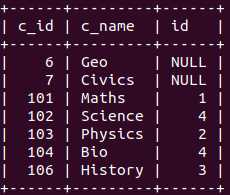 +------+---------+------+
| c_id | c_name  | id   |
+------+---------+------+
|    6 | Geo     | NULL |
|    7 | Civics  | NULL |
|  101 | Maths   |    1 |
|  102 | Science |    4 |
|  103 | Physics |    2 |
|  104 | Bio     |    4 |
|  106 | History |    3 |
+------+---------+------+